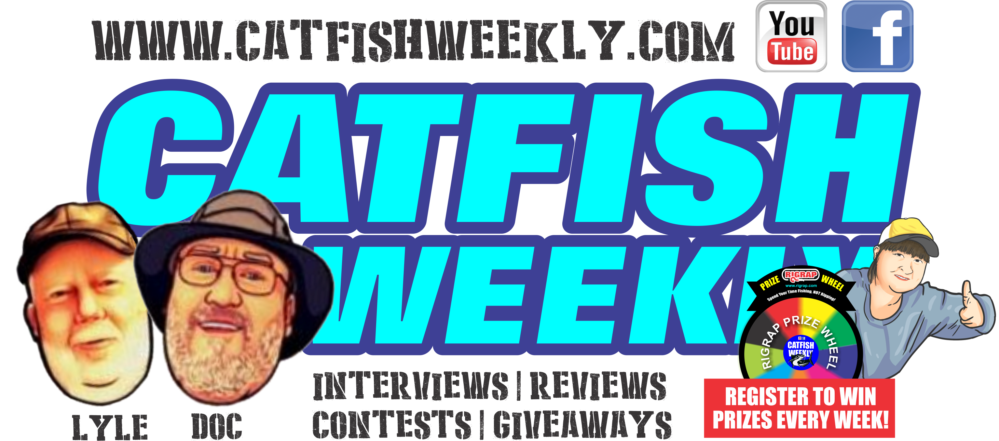 WWW.CATFISHWEEKLY.COM
You
Tube
f
CATFISH
WEEKLY
PRIZE RIGRAP WHEEL
www.rigrap.com
Spend Your Time Fishing, NOT Rigging!
RIGRAP PRIZE WHEEL
CATFISH
WEEKLY
INTERVIEWS | REVIEWS
CONTESTS | GIVEAWAYS
LYLE
DOC
REGISTER TO WIN
PRIZES EVERY WEEK!